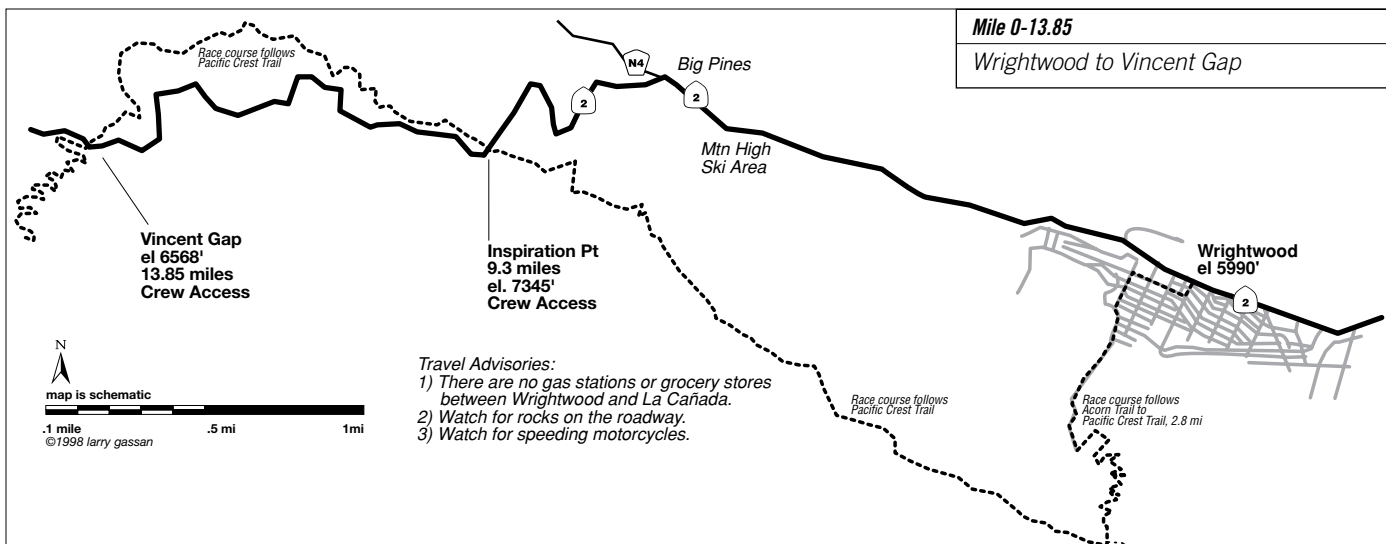 Mile 0-13.85
Wrightwood to Vincent Gap
Race course follows
Pacific Crest Trail
N4
Big Pines
2
2
Mtn High
Ski Area
Vincent Gap
el 6568'
13.85 miles
Crew Access
Inspiration Pt
9.3 miles
el. 7345'
Crew Access
Wrightwood
el 5990'
2
N
map is schematic
.1 mile .5 mi 1mi
©1998 larry gassan
Travel Advisories:
1) There are no gas stations or grocery stores
between Wrightwood and La Cañada.
2) Watch for rocks on the roadway.
3) Watch for speeding motorcycles.
Race course follows
Pacific Crest Trail
Race course follows
Acorn Trail to
Pacific Crest Trail, 2.8 mi